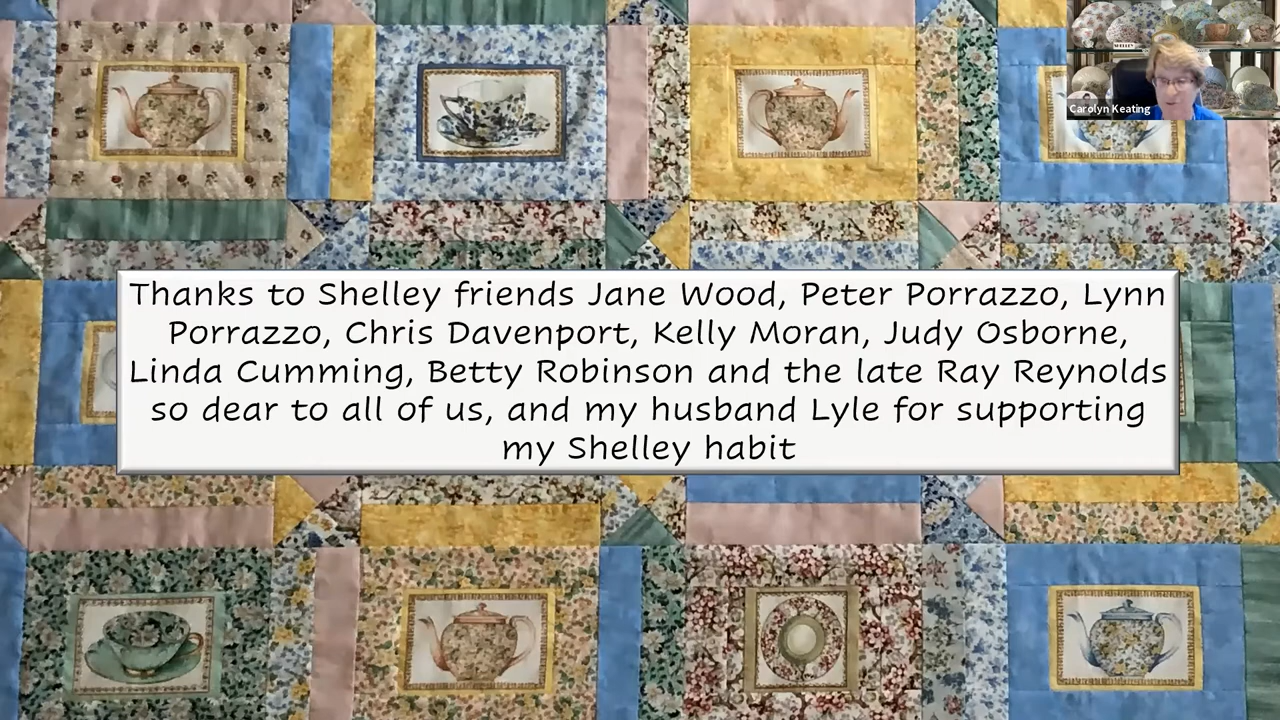 SHELLEY
Carolyn Keating
Thanks to Shelley friends Jane Wood, Peter Porrazzo, Lynn
Porrazzo, Chris Davenport, Kelly Moran, Judy Osborne,
Linda Cumming, Betty Robinson and the late Ray Reynolds
so dear to all of us, and my husband Lyle for supporting
my Shelley habit